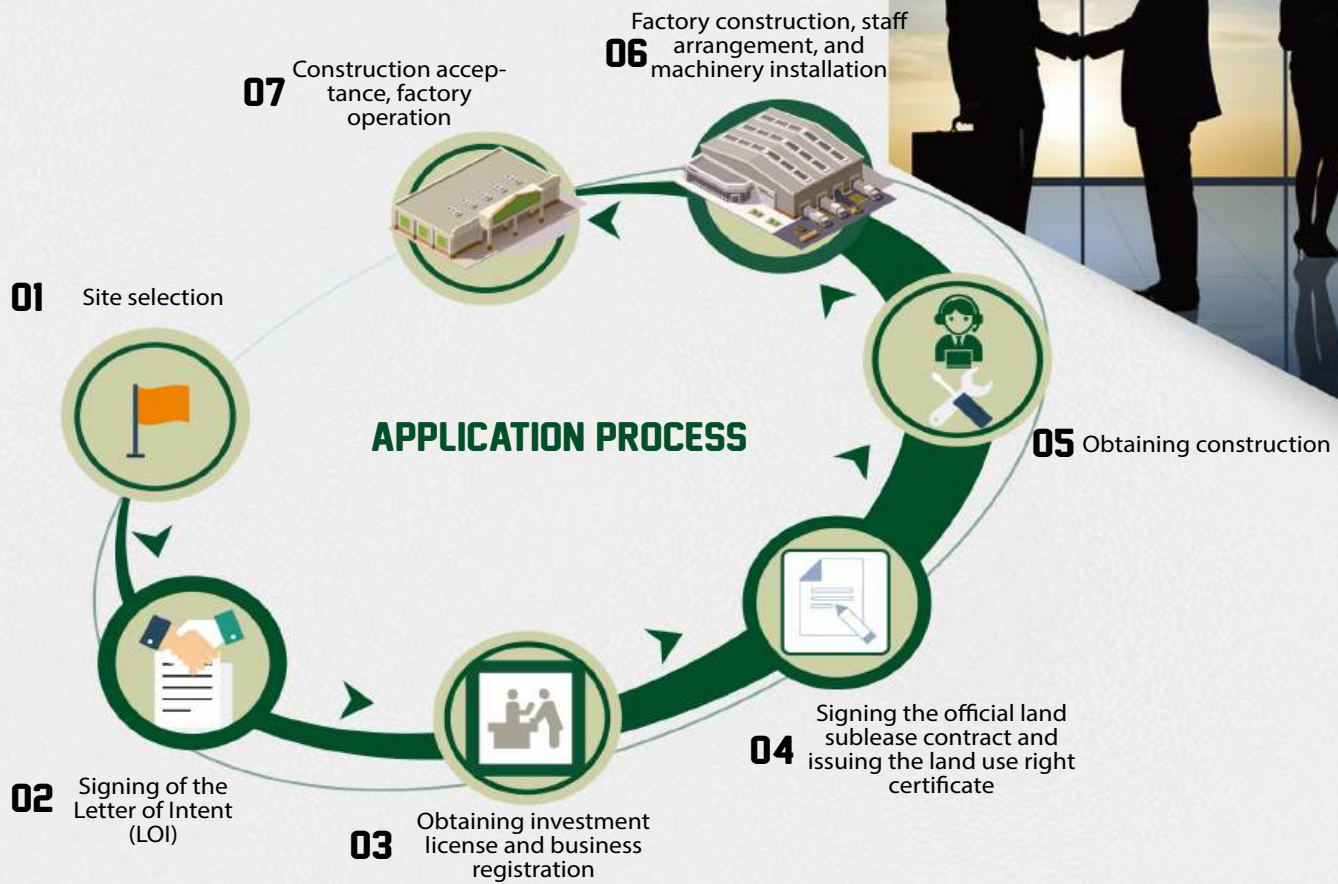 APPLICATION PROCESS
01 Site selection
02 Signing of the
Letter of Intent
(LOI)
03 Obtaining investment
license and business
registration
04 Signing the official land
sublease contract and
issuing the land use right
certificate
05 Obtaining construction
06 Factory construction, staff
arrangement, and
machinery installation
07 Construction accep-
tance, factory
operation